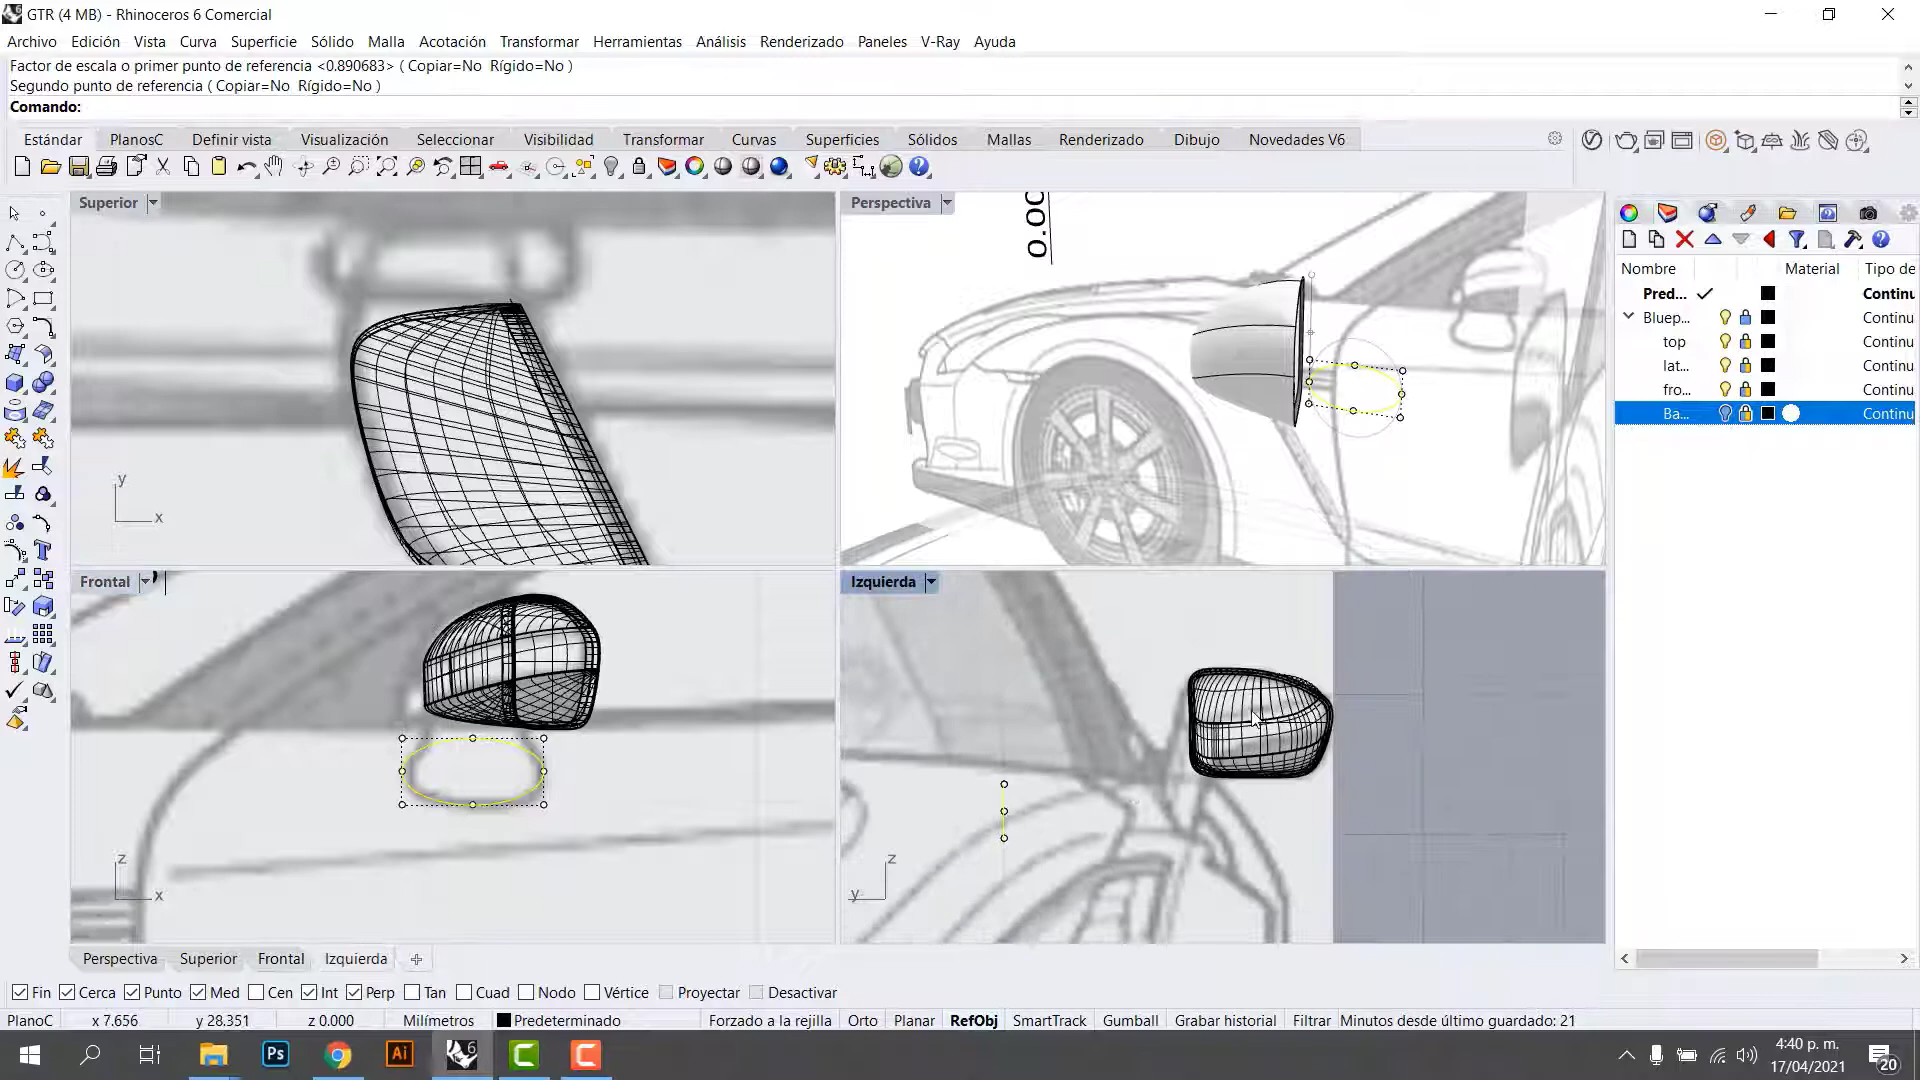 GTR (4 MB) - Rhinoceros 6 Comercial
Archivo Edición Vista Curva Superficie Sólido Malla Acotación Transformar Herramientas Análisis Renderizado Paneles V-Ray Ayuda
Factor de escala o primer punto de referencia <0.890683> ( Copiar=No Rígido=No )
Segundo punto de referencia ( Copiar=No Rígido=No )
Comando:
Estándar PlanosC Definir vista Visualización Seleccionar Visibilidad Transformar Curvas Superficies Sólidos Mallas Renderizado Dibujo Novedades V6
Superior
Perspectiva
0.00
y
x
Frontal
Izquierda
z
x
z
y
Nombre Material Tipo de
Pred... Continu
Bluep... Continu
top Continu
lat... Continu
fro... Continu
Ba... Continu
Perspectiva Superior Frontal Izquierda
Fin Cerca Punto Med Cen Int Perp Tan Cuad Nodo Vértice Proyectar Desactivar
PlanoC x 7.656 y 28.351 z 0.000 Milímetros Predeterminado Forzado a la rejilla Orto Planar RefObj SmartTrack Gumball Grabar historial Filtrar Minutos desde último guardado: 21
Ps Ai 6 C C
4:40 p. m.
17/04/2021
20